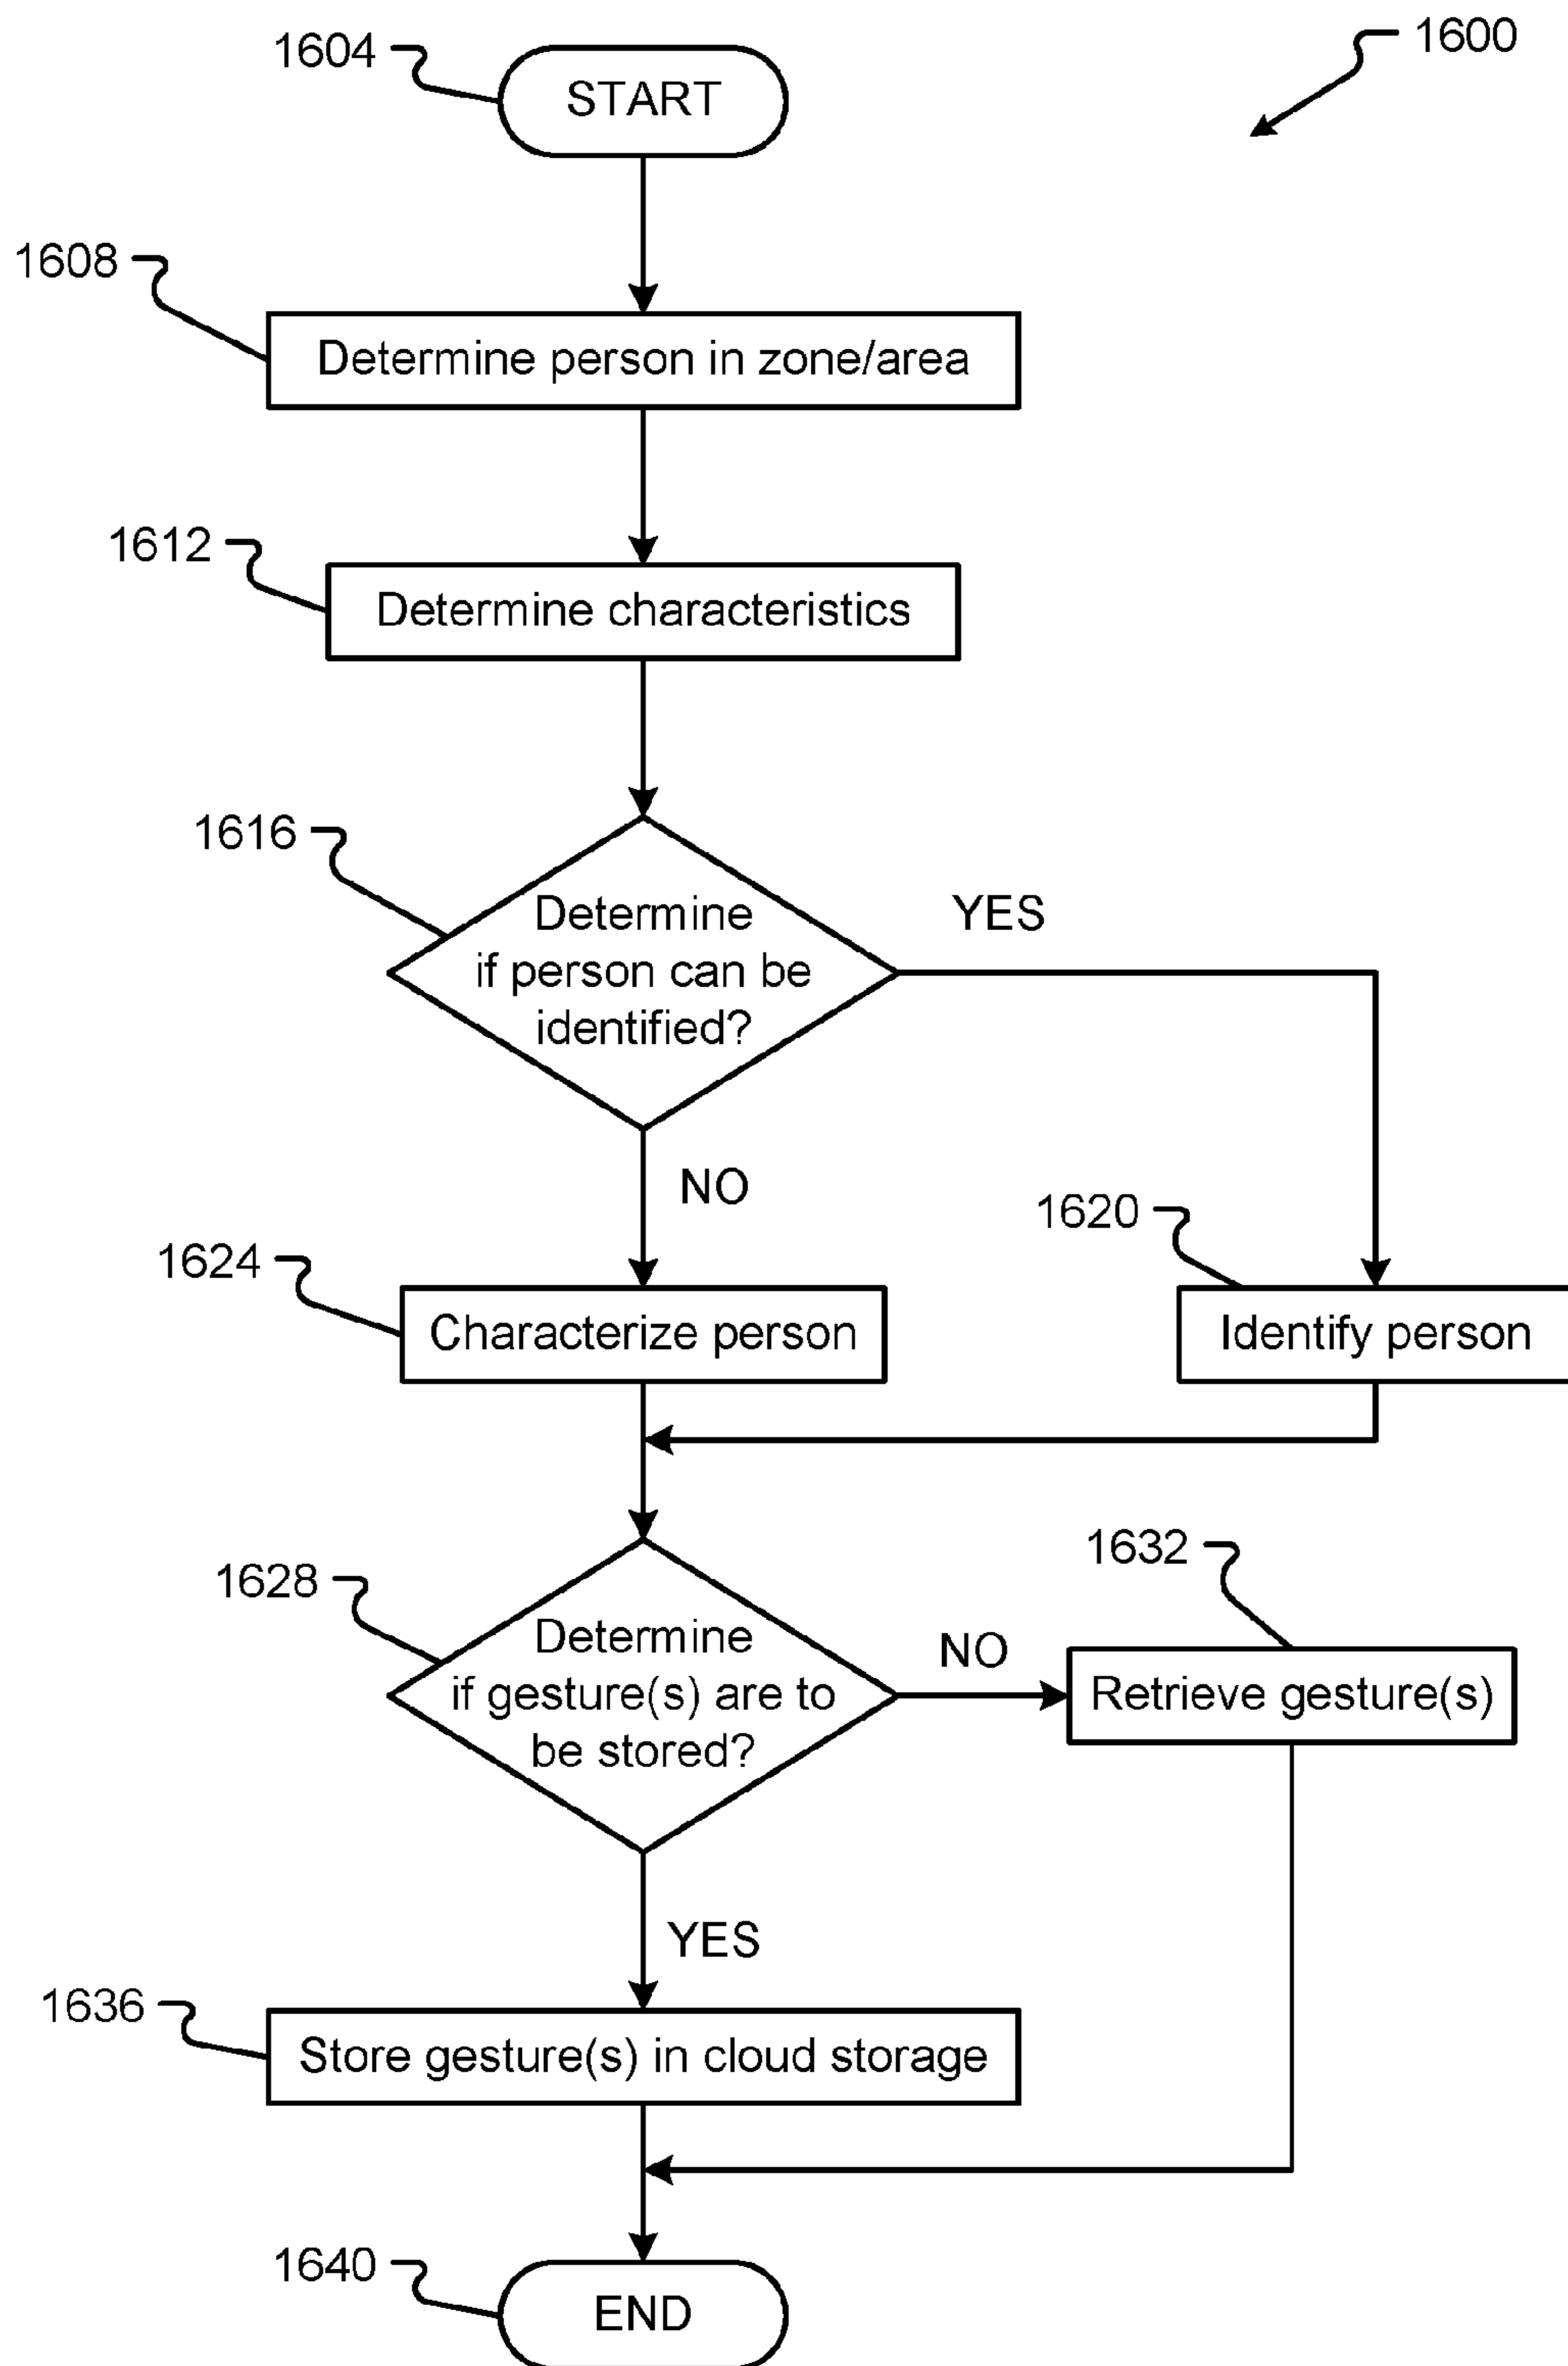 1600
1604
START
1608
Determine person in zone/area
1612
Determine characteristics
1616
Determine
if person can be
identified?
YES
NO
1620
1624
Characterize person
Identify person
1628
1632
Determine
if gesture(s) are to
be stored?
NO
Retrieve gesture(s)
YES
1636
Store gesture(s) in cloud storage
1640
END